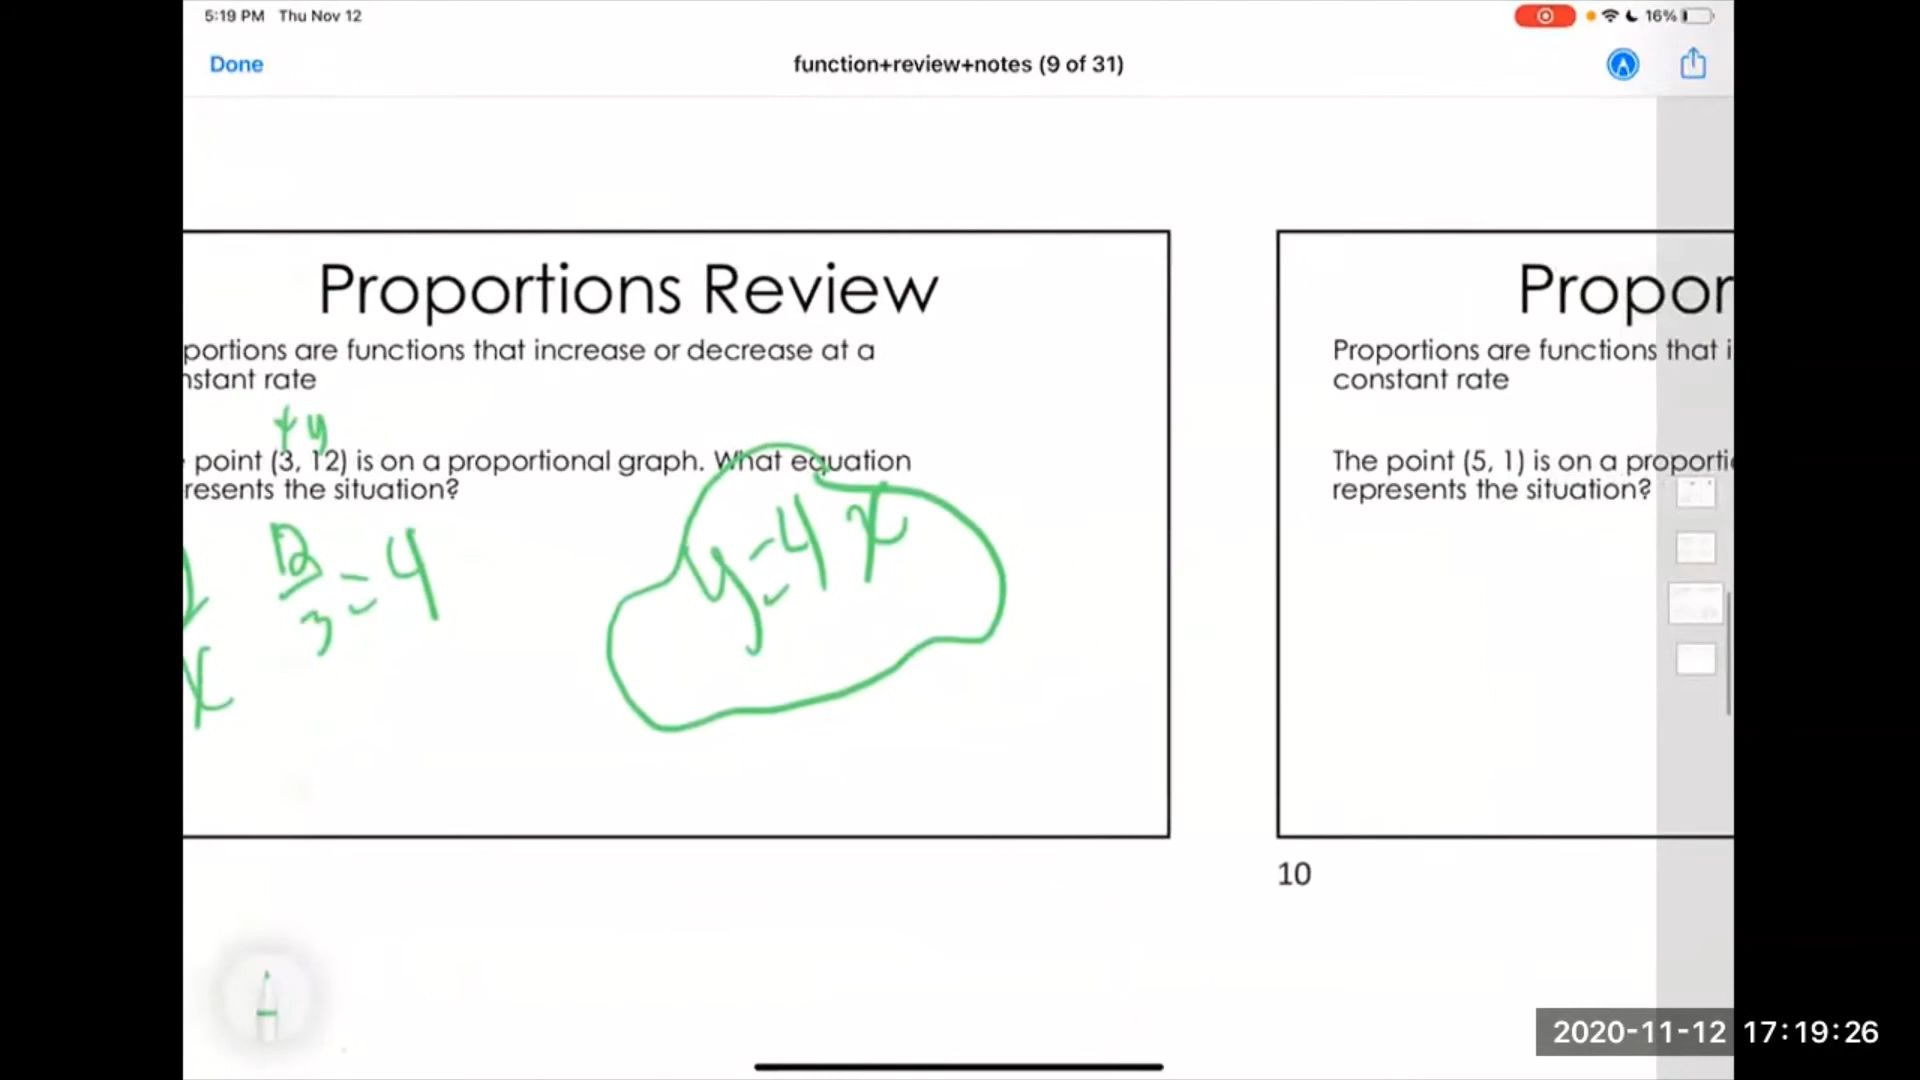 5:19 PM Thu Nov 12
16%
Done
function+review+notes (9 of 31)
Proportions Review
portions are functions that increase or decrease at a
nstant rate
x y
point (3, 12) is on a proportional graph. What equation
resents the situation?
y
x
12
3
= 4
y = 4x
Propor
Proportions are functions that i
constant rate
The point (5, 1) is on a proporti
represents the situation?
10
2020-11-12 17:19:26